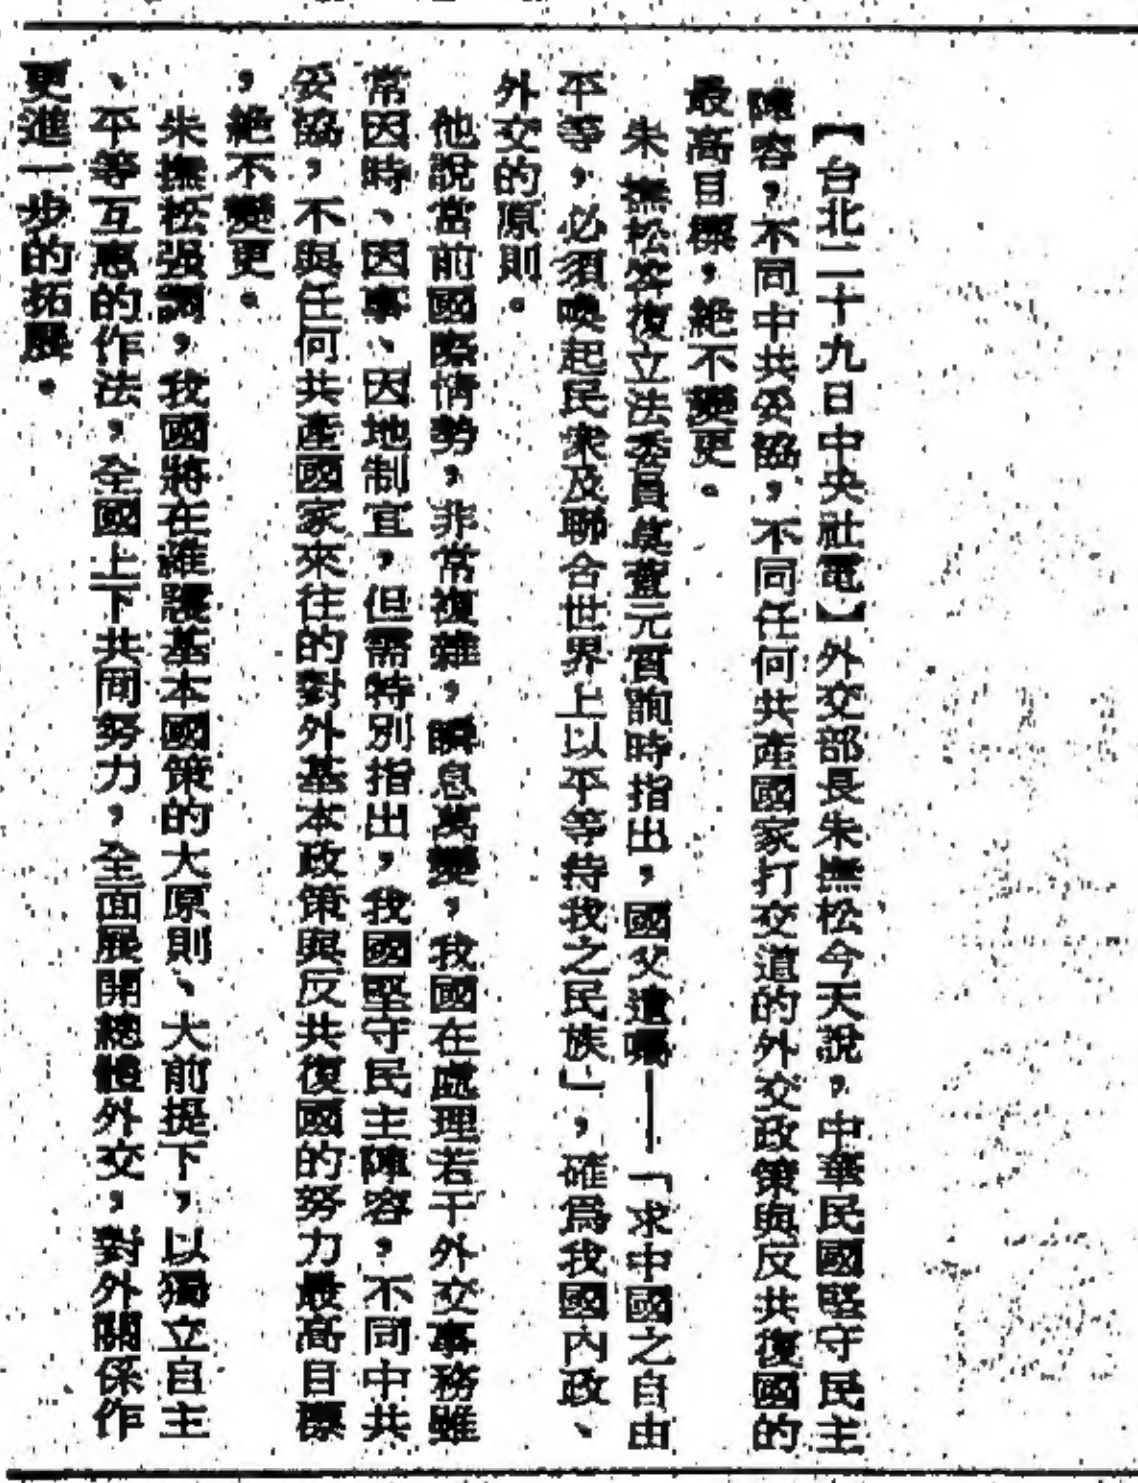 【台北二十九日中央社電】外交部長朱撫松今天說，中華民國堅守民主
陣容，不同中共妥協，不同任何共產國家打交道的外交政策與反共復國的
最高目標，絕不變更。
朱撫松答復立法委員莫萱元質詢時指出，國父遺囑——「求中國之自由
平等，必須喚起民衆及聯合世界上以平等待我之民族」，確爲我國內政、
外交的原則。
他說當前國際情勢，非常複雜，瞬息萬變，我國在處理若干外交事務雖
常因時、因事、因地制宜，但需特別指出，我國堅守民主陣容，不同中共
妥協，不與任何共產國家來往的對外基本政策與反共復國的努力最高目標
，絕不變更。
朱撫松强調，我國將在維護基本國策的大原則、大前提下，以獨立自主
、平等互惠的作法，全國上下共同努力，全面展開總體外交，對外關係作
更進一步的拓展。